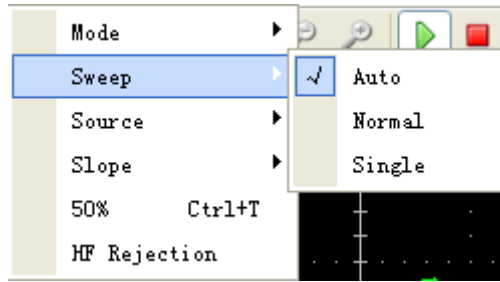 Mode
Sweep
Source
Slope
50% Ctrl+T
HF Rejection
Auto
Normal
Single